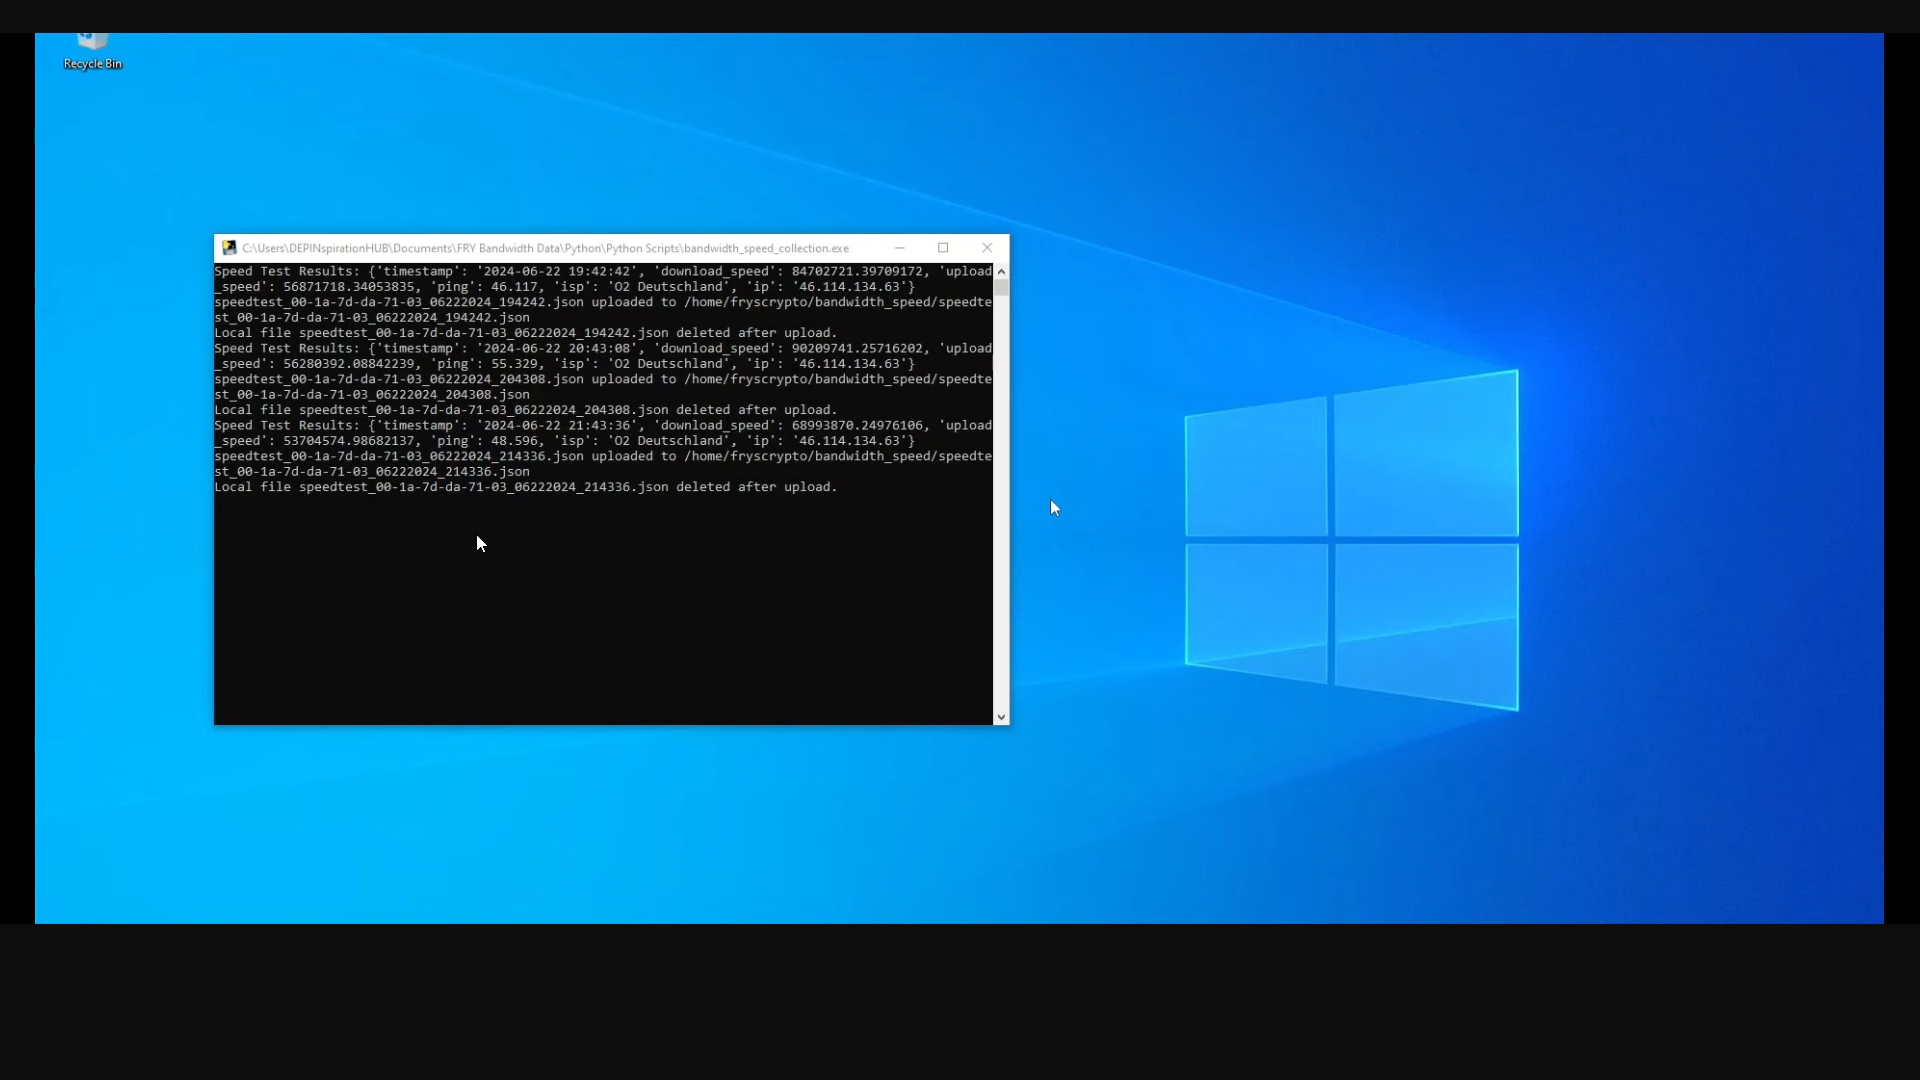 Recycle Bin
C:\Users\DEPINspirationHUB\Documents\FRY Bandwidth Data\Python\Python Scripts\bandwidth_speed_collection.exe
Speed Test Results: {'timestamp': '2024-06-22 19:42:42', 'download_speed': 84702721.39709172, 'upload
_speed': 56871718.34053835, 'ping': 46.117, 'isp': 'O2 Deutschland', 'ip': '46.114.134.63'}
speedtest_00-1a-7d-da-71-03_06222024_194242.json uploaded to /home/fryscrypto/bandwidth_speed/speedte
st_00-1a-7d-da-71-03_06222024_194242.json
Local file speedtest_00-1a-7d-da-71-03_06222024_194242.json deleted after upload.
Speed Test Results: {'timestamp': '2024-06-22 20:43:08', 'download_speed': 90209741.25716202, 'upload
_speed': 56280392.08842239, 'ping': 55.329, 'isp': 'O2 Deutschland', 'ip': '46.114.134.63'}
speedtest_00-1a-7d-da-71-03_06222024_204308.json uploaded to /home/fryscrypto/bandwidth_speed/speedte
st_00-1a-7d-da-71-03_06222024_204308.json
Local file speedtest_00-1a-7d-da-71-03_06222024_204308.json deleted after upload.
Speed Test Results: {'timestamp': '2024-06-22 21:43:36', 'download_speed': 68993870.24976106, 'upload
_speed': 53704574.98682137, 'ping': 48.596, 'isp': 'O2 Deutschland', 'ip': '46.114.134.63'}
speedtest_00-1a-7d-da-71-03_06222024_214336.json uploaded to /home/fryscrypto/bandwidth_speed/speedte
st_00-1a-7d-da-71-03_06222024_214336.json
Local file speedtest_00-1a-7d-da-71-03_06222024_214336.json deleted after upload.